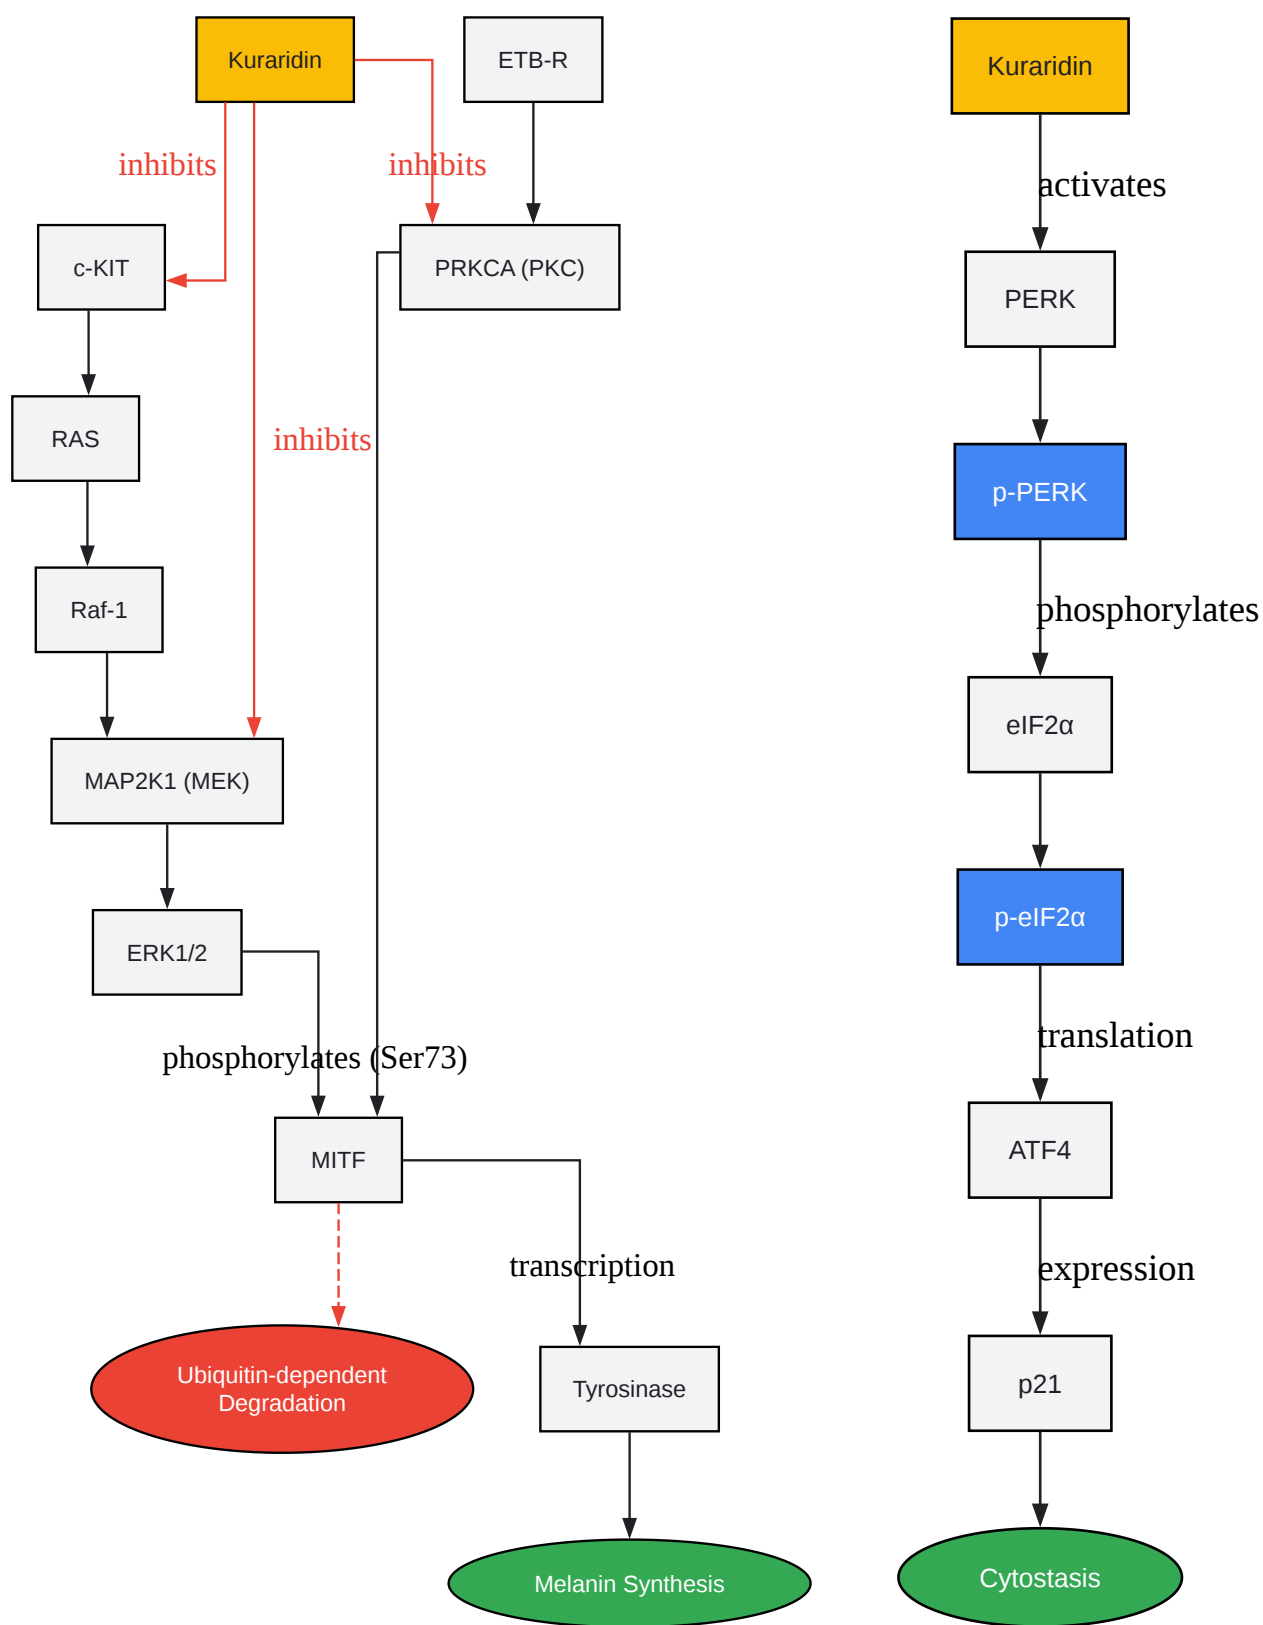 Kuraridin
ETB-R
inhibits
inhibits
c-KIT
PRKCA (PKC)
RAS
inhibits
Raf-1
MAP2K1 (MEK)
ERK1/2
phosphorylates (Ser73)
MITF
transcription
Ubiquitin-dependent
Degradation
Tyrosinase
Melanin Synthesis
Kuraridin
activates
PERK
p-PERK
phosphorylates
eIF2α
p-eIF2α
translation
ATF4
expression
p21
Cytostasis